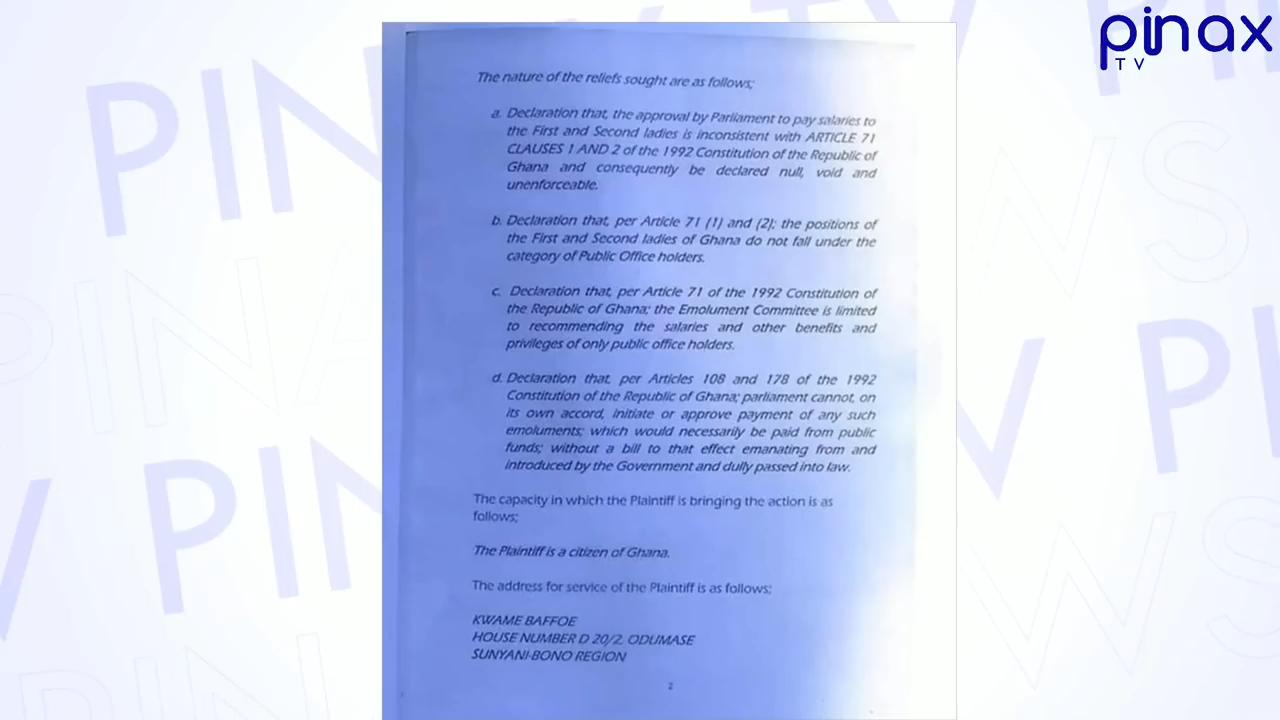 pinax
TV
The nature of the reliefs sought are as follows;
a. Declaration that, the approval by Parliament to pay salaries to
the First and Second ladies is inconsistent with ARTICLE 71
CLAUSES 1 AND 2 of the 1992 Constitution of the Republic of
Ghana and consequently be declared null, void and
unenforceable.
b. Declaration that, per Article 71 (1) and (2); the positions of
the First and Second ladies of Ghana do not fall under the
category of Public Office holders.
c. Declaration that, per Article 71 of the 1992 Constitution of
the Republic of Ghana; the Emolument Committee is limited
to recommending the salaries and other benefits and
privileges of only public office holders.
d. Declaration that, per Articles 108 and 178 of the 1992
Constitution of the Republic of Ghana; parliament cannot, on
its own accord, initiate or approve payment of any such
emoluments; which would necessarily be paid from public
funds; without a bill to that effect emanating from and
introduced by the Government and dully passed into law.
The capacity in which the Plaintiff is bringing the action is as
follows;
The Plaintiff is a citizen of Ghana.
The address for service of the Plaintiff is as follows;
KWAME BAFFOE
HOUSE NUMBER D 20/2, ODUMASE
SUNYANI-BONO REGION
2